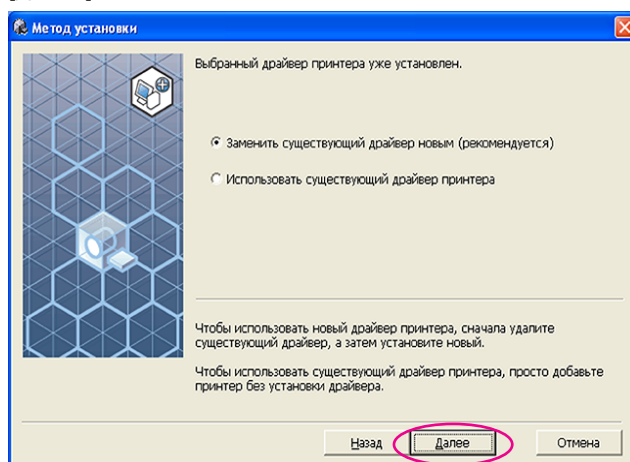 Метод установки
Выбранный драйвер принтера уже установлен.
Заменить существующий драйвер новым (рекомендуется)
Использовать существующий драйвер принтера
Чтобы использовать новый драйвер принтера, сначала удалите
существующий драйвер, а затем установите новый.
Чтобы использовать существующий драйвер принтера, просто добавьте
принтер без установки драйвера.
Назад Далее Отмена